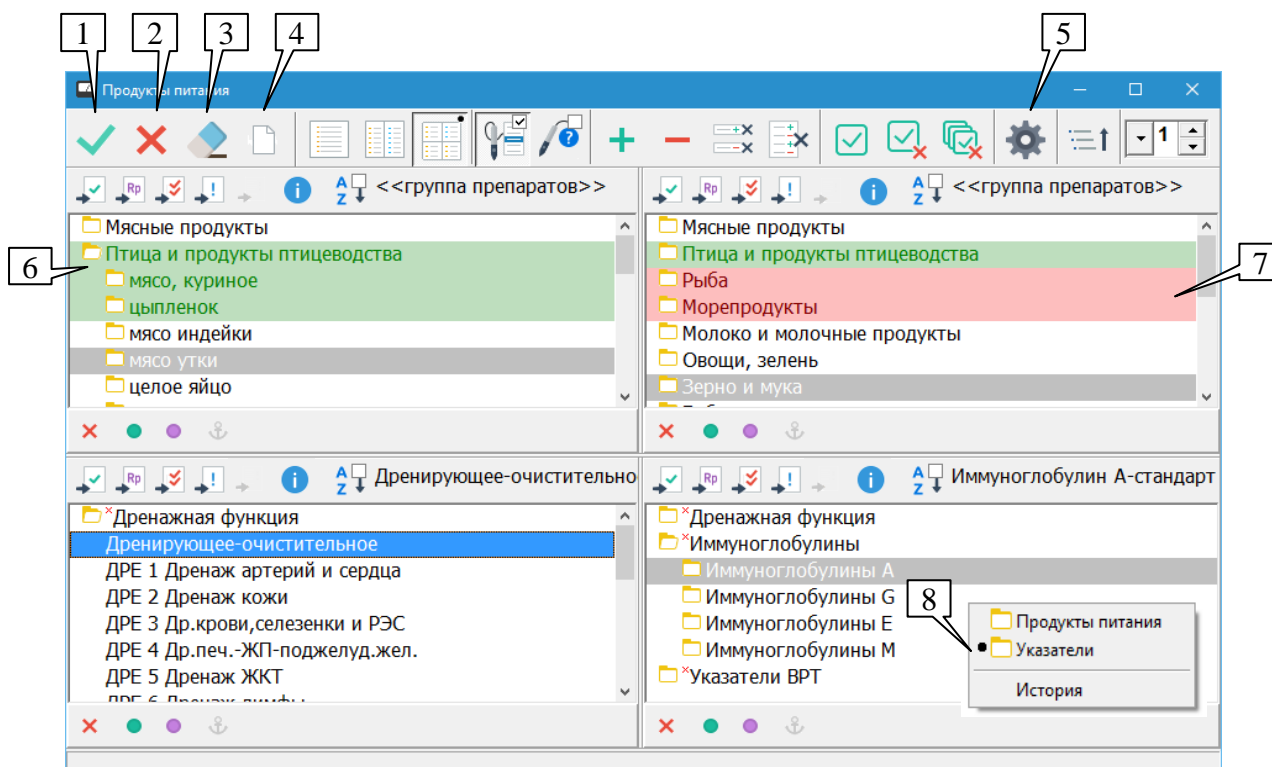 1 2 3 4 5
Продукты питания
1
Rp ! i A Z <<группа препаратов>>
Rp ! i A Z <<группа препаратов>>
Мясные продукты
Птица и продукты птицеводства
мясо, куриное
цыпленок
мясо индейки
мясо утки
целое яйцо
6
Мясные продукты
Птица и продукты птицеводства
Рыба
Морепродукты
Молоко и молочные продукты
Овощи, зелень
Зерно и мука
7
Rp ! i A Z Дренирующее-очистительно
Rp ! i A Z Иммуноглобулин А-стандарт
Дренажная функция
Дренирующее-очистительное
ДРЕ 1 Дренаж артерий и сердца
ДРЕ 2 Дренаж кожи
ДРЕ 3 Др.крови,селезенки и РЭС
ДРЕ 4 Др.печ.-ЖП-поджелуд.жел.
ДРЕ 5 Дренаж ЖКТ
Дренажная функция
Иммуноглобулины
Иммуноглобулины А
Иммуноглобулины G
Иммуноглобулины Е
Иммуноглобулины М
Указатели ВРТ
8
Продукты питания
Указатели
История